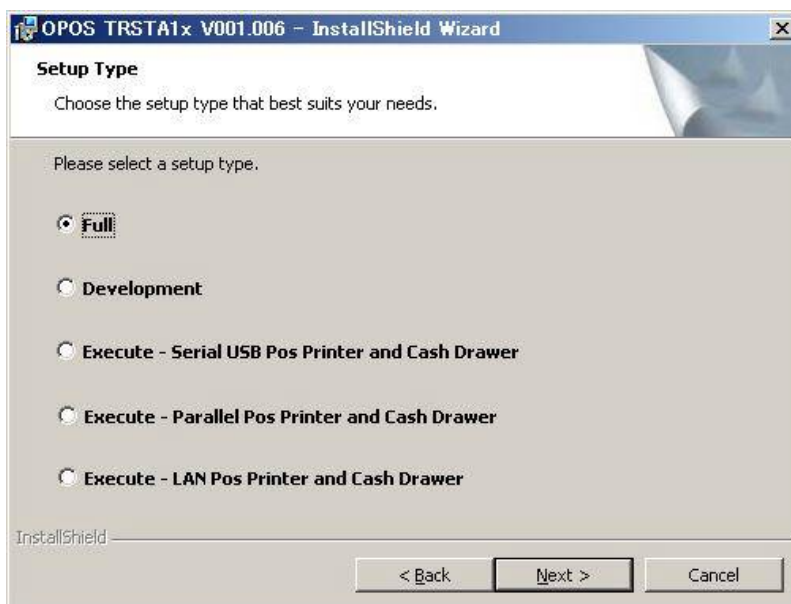 OPOS TRSTA1x V001.006 - InstallShield Wizard
Setup Type
Choose the setup type that best suits your needs.
Please select a setup type.
Full
Development
Execute - Serial USB Pos Printer and Cash Drawer
Execute - Parallel Pos Printer and Cash Drawer
Execute - LAN Pos Printer and Cash Drawer
InstallShield
< Back Next > Cancel